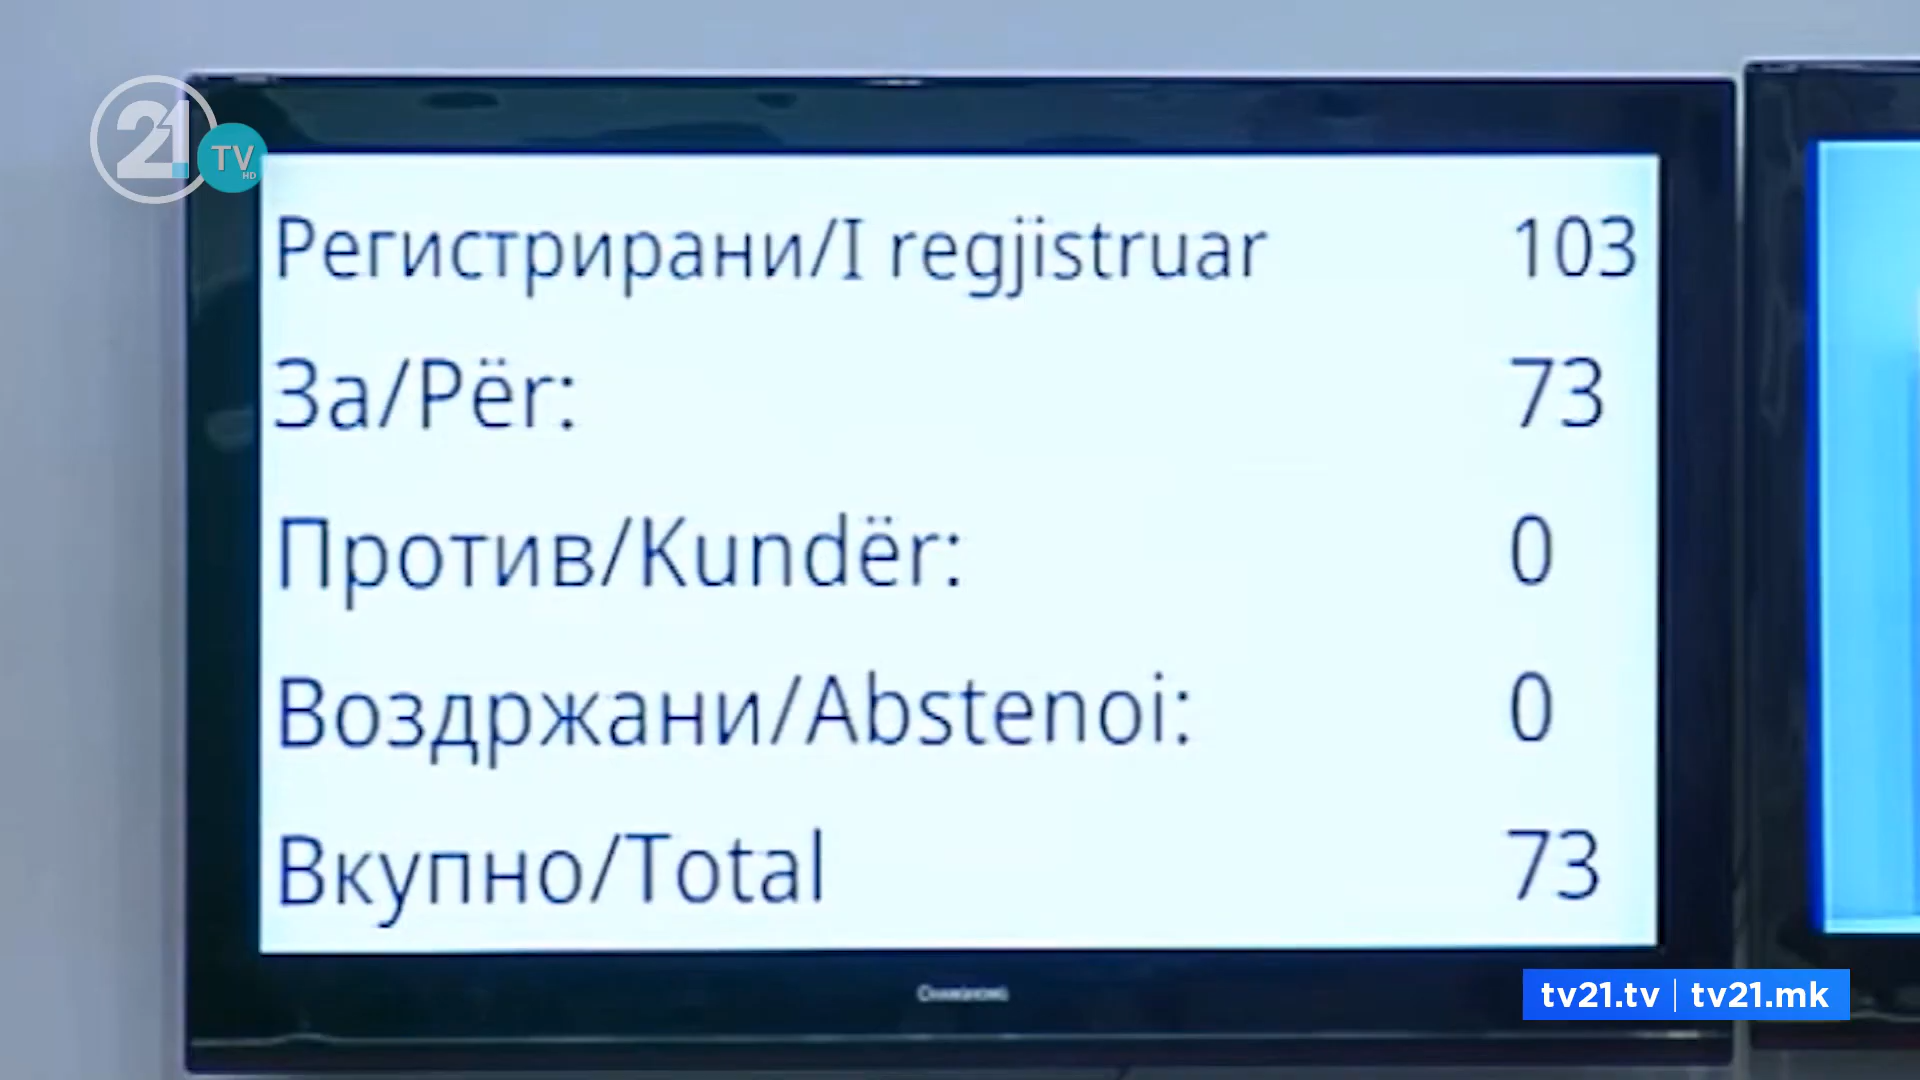 21
TV
HD
Регистрирани/I regjistruar 103
За/Për: 73
Против/Kundër: 0
Воздржани/Abstenoi: 0
Вкупно/Total 73
tv21.tv | tv21.mk